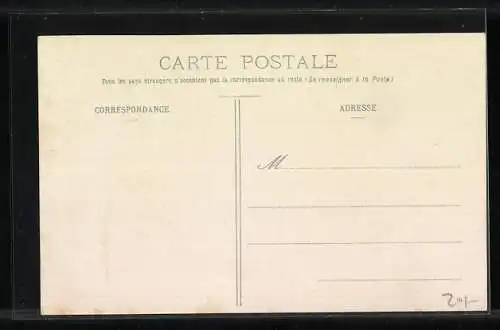 CARTE POSTALE
Tous les pays étrangers n'acceptent pas la correspondance au recto (Se renseigner à la Poste)
CORRESPONDANCE
ADRESSE
M